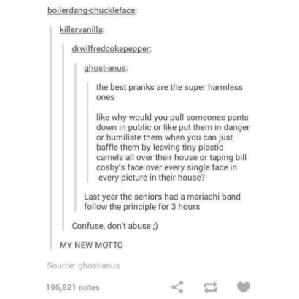 boilerdang-chuckleface:
killervanilla:
drwilfredcokepepper:
ghost-anus:
the best pranks are the super harmless
ones
like why would you pull someones pants
down in public or like put them in danger
or humiliate them when you can just
baffle them by leaving tiny plastic
camels all over their house or taping bill
cosby's face over every single face in
every picture in their house?
Last year the seniors had a mariachi band
follow the principle for 3 hours
Confuse, don't abuse ;)
MY NEW MOTTO
Source: ghost-anus
196,821 notes